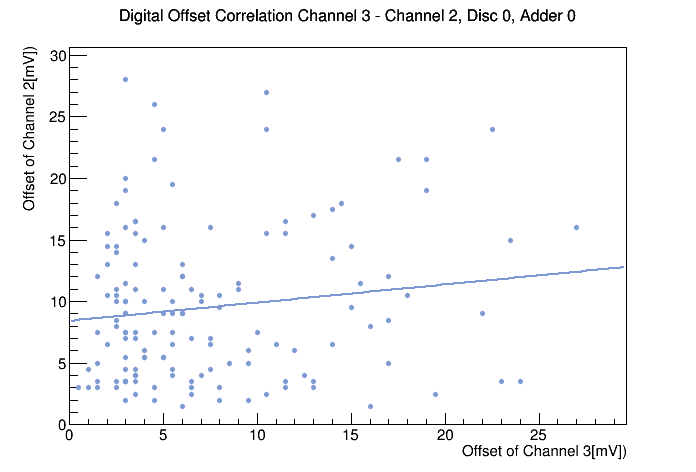 Digital Offset Correlation Channel 3 - Channel 2, Disc 0, Adder 0
Offset of Channel 2[mV])
30
25
20
15
10
5
0
0 5 10 15 20 25
Offset of Channel 3[mV])